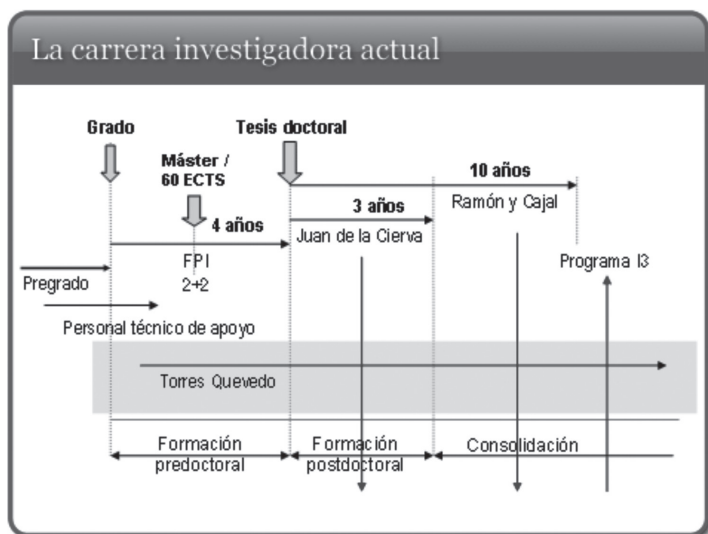 La carrera investigadora actual
Grado
Tesis doctoral
Máster /
60 ECTS
10 años
4 años
3 años
Ramón y Cajal
FPI
2+2
Juan de la Cierva
Programa I3
Pregrado
Personal técnico de apoyo
Torres Quevedo
Formación
predoctoral
Formación
postdoctoral
Consolidación